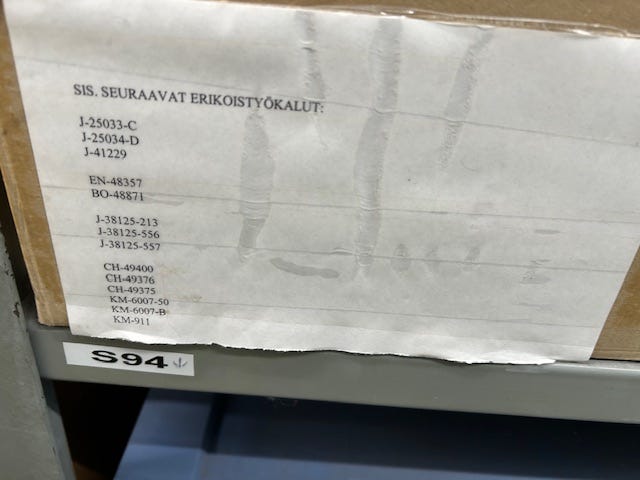 SIS. SEURAAVAT ERIKOISTYÖKALUT:
J-25033-C
J-25034-D
J-41229
EN-48357
BO-48871
J-38125-213
J-38125-556
J-38125-557
CH-49400
CH-49376
CH-49375
KM-6007-50
KM-6007-B
KM-911
S94↓